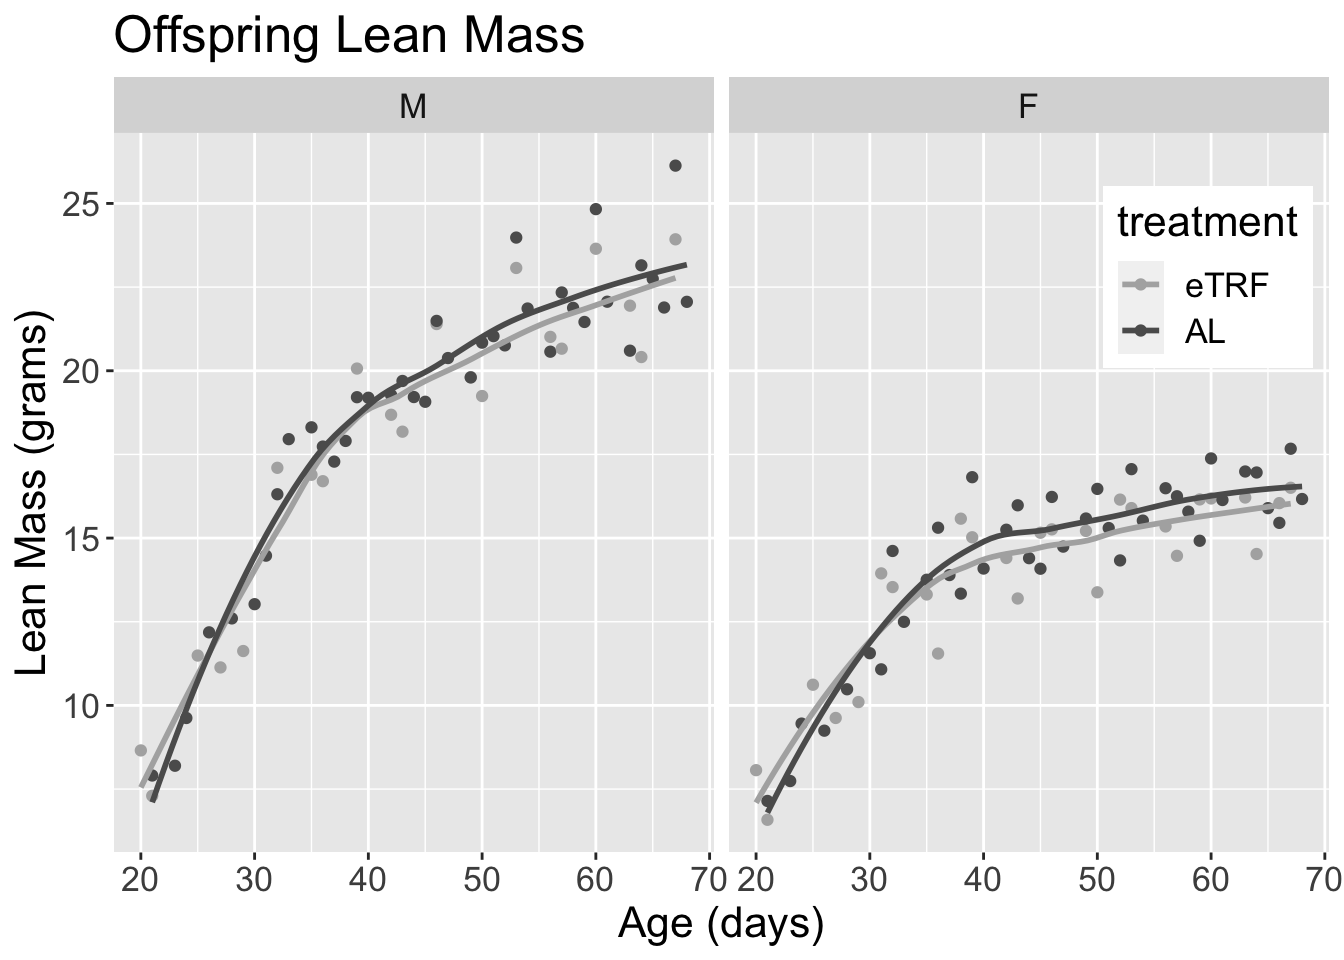 Offspring Lean Mass
M F
treatment
eTRF
AL
Lean Mass (grams)
25
20
15
10
20 30 40 50 60 70 20 30 40 50 60 70
Age (days)